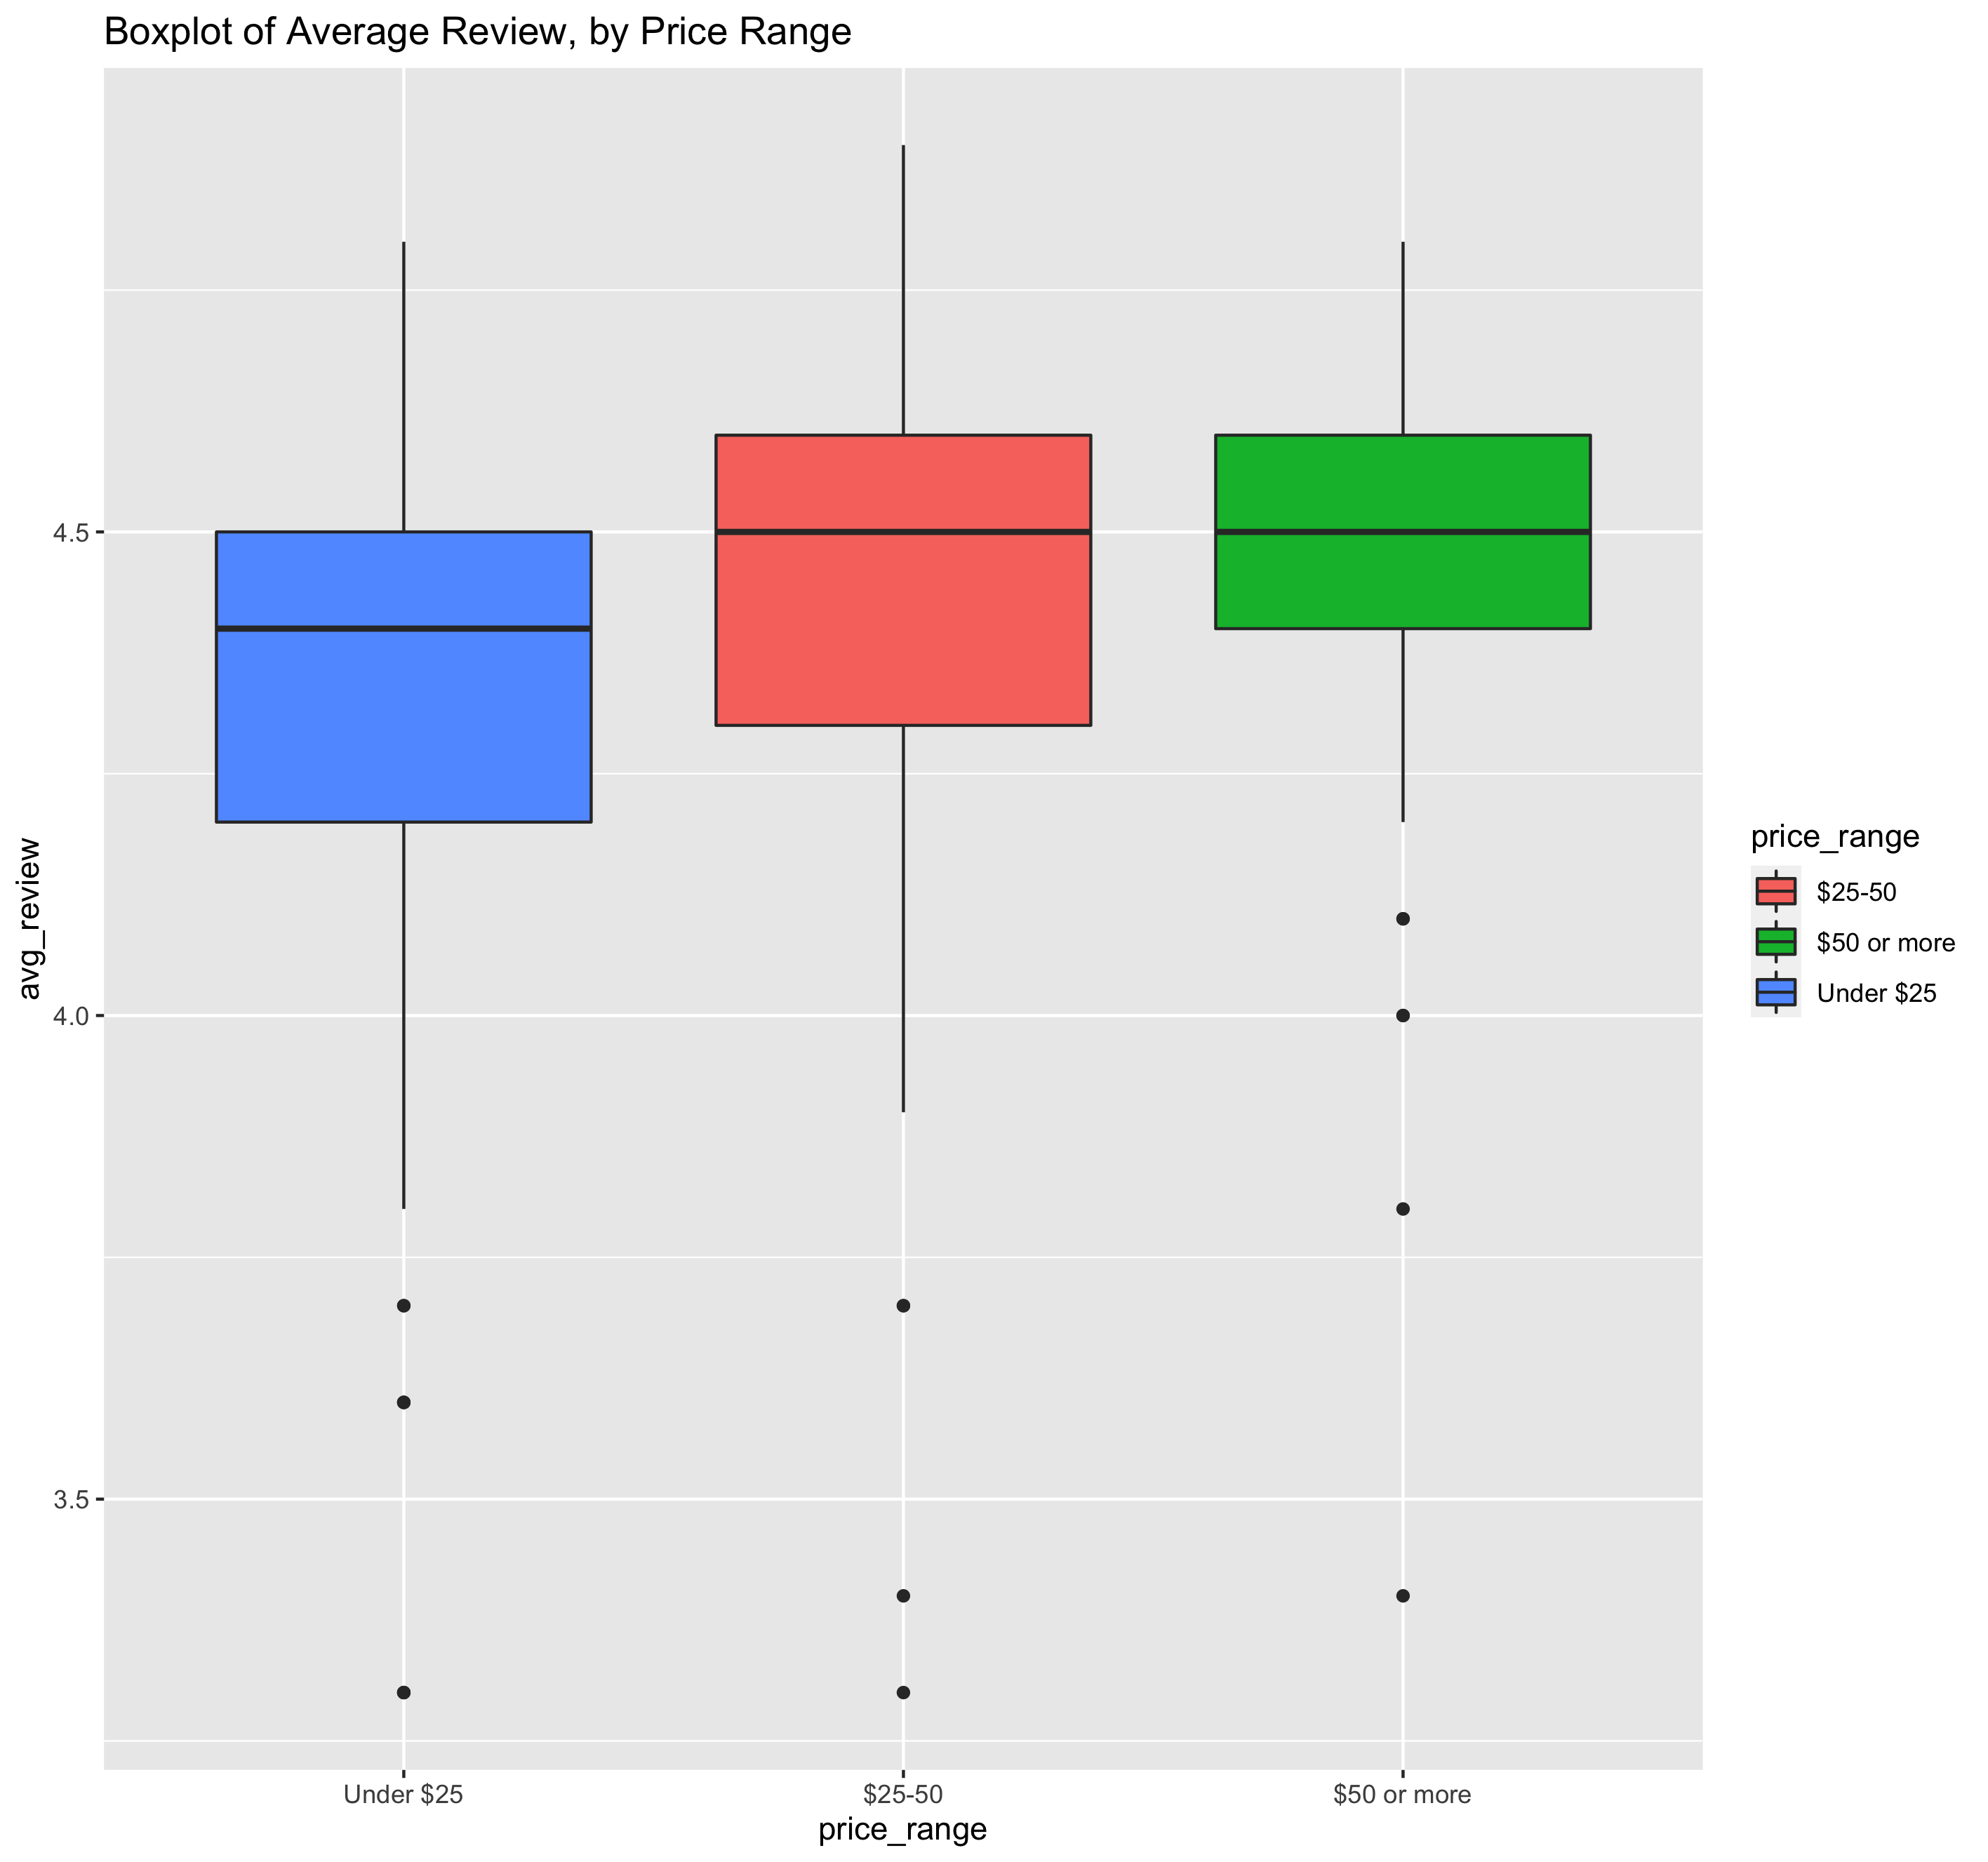 Boxplot of Average Review, by Price Range
avg_review
4.5
4.0
3.5
Under $25
$25-50
$50 or more
price_range
price_range
$25-50
$50 or more
Under $25